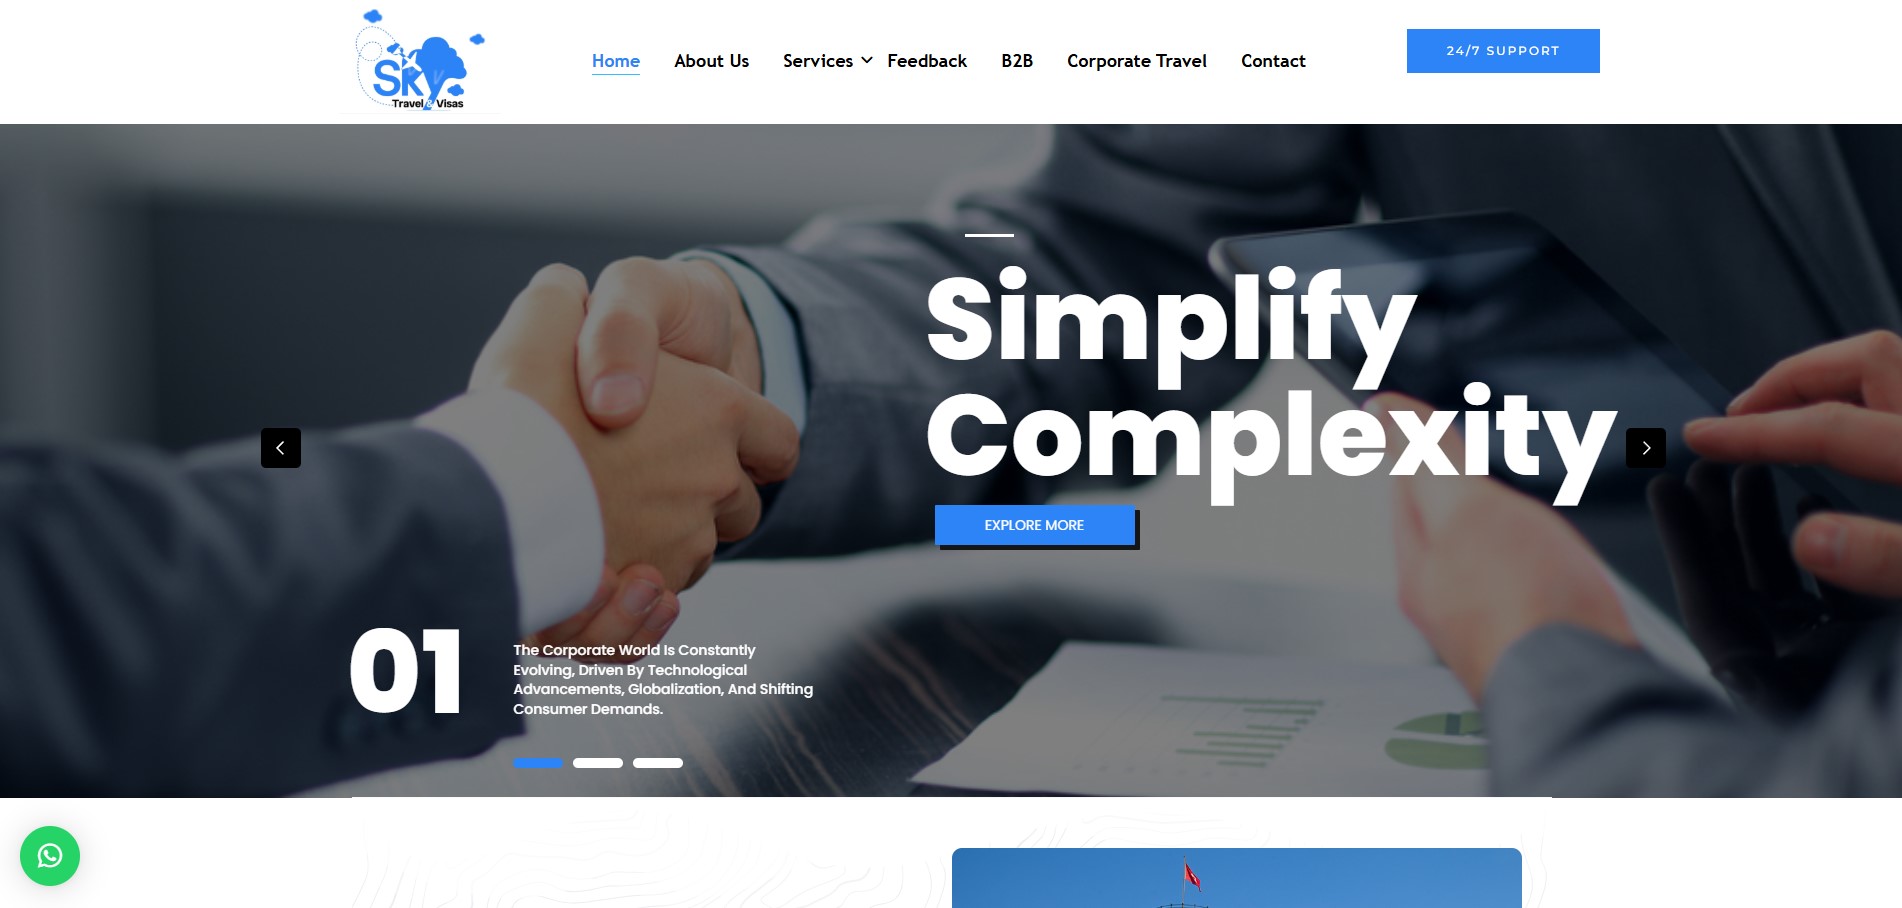 Sky
Travel & Visas
Home
About Us
Services
Feedback
B2B
Corporate Travel
Contact
24/7 SUPPORT
Simplify
Complexity
EXPLORE MORE
01
The Corporate World Is Constantly
Evolving, Driven By Technological
Advancements, Globalization, And Shifting
Consumer Demands.